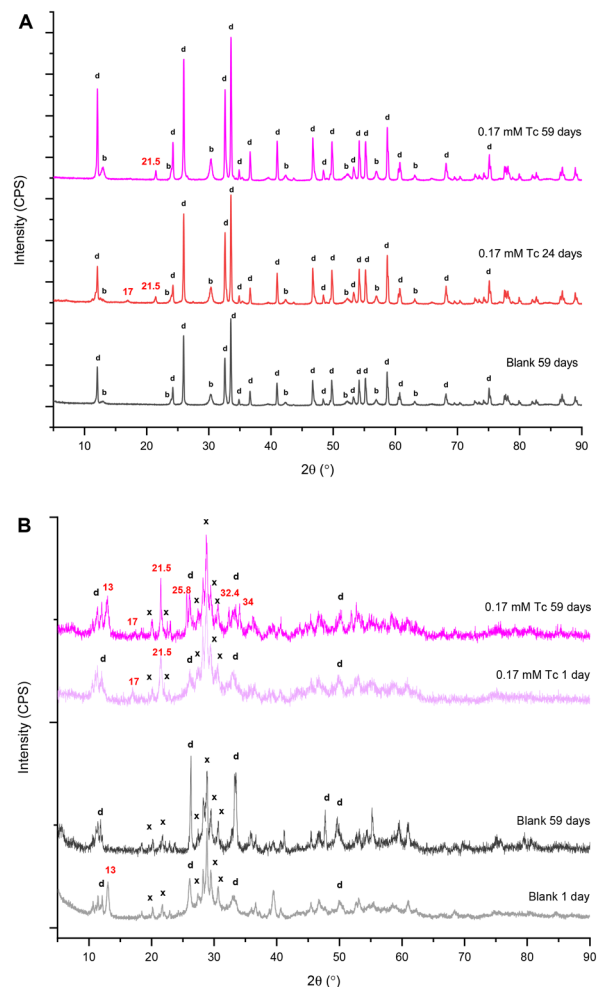 A
d
d
d
d
d
d
d
d
d
d
d
d
b
b
b
d
b
d
b
b
21.5
0.17 mM Tc 59 days
d
d
d
d
d
d
d
d
d
d
d
d
b
17
21.5
b
b
d
b
b
d
b
b
0.17 mM Tc 24 days
d
d
d
d
d
d
d
d
d
d
d
d
b
b
b
d
b
b
d
b
b
Blank 59 days
Intensity (CPS)
10 20 30 40 50 60 70 80 90
2θ (°)
B
x
21.5
25.8
d
d
13
d
17
x
x
x
x
x
32.4
34
d
0.17 mM Tc 59 days
21.5
d
17
x
x
d
x
x
x
d
d
0.17 mM Tc 1 day
d
x
d
d
x
x
x
x
x
d
Blank 59 days
13
d
x
x
d
x
x
x
d
d
Blank 1 day
Intensity (CPS)
10 20 30 40 50 60 70 80 90
2θ (°)